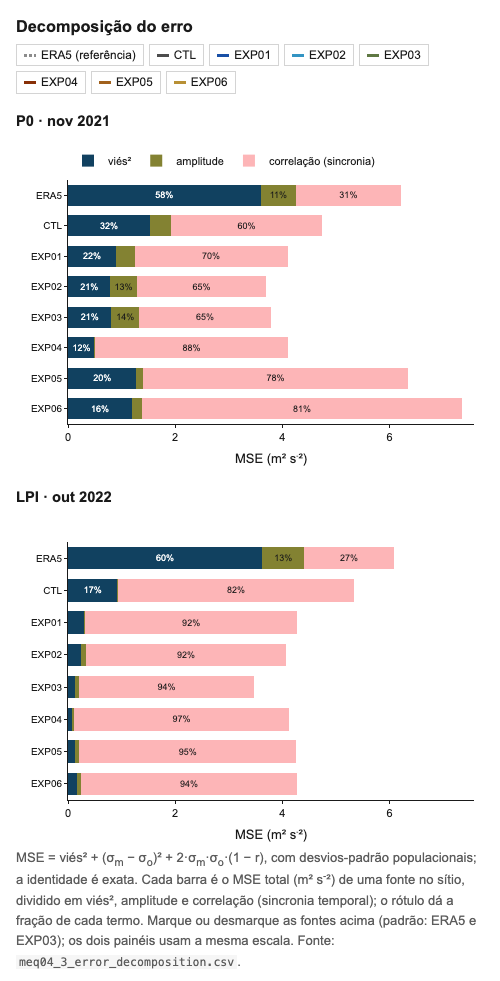 Decomposição do erro
ERA5 (referência) CTL EXP01 EXP02 EXP03
EXP04 EXP05 EXP06
P0 · nov 2021
viés² amplitude correlação (sincronia)
ERA5 58% 11% 31%
CTL 32% 60%
EXP01 22% 70%
EXP02 21% 13% 65%
EXP03 21% 14% 65%
EXP04 12% 88%
EXP05 20% 78%
EXP06 16% 81%
0 2 4 6
MSE (m² s⁻²)
LPI · out 2022
ERA5 60% 13% 27%
CTL 17% 82%
EXP01 92%
EXP02 92%
EXP03 94%
EXP04 97%
EXP05 95%
EXP06 94%
0 2 4 6
MSE (m² s⁻²)
MSE = viés² + (σm − σo)² + 2·σm·σo·(1 − r), com desvios-padrão populacionais;
a identidade é exata. Cada barra é o MSE total (m² s⁻²) de uma fonte no sítio,
dividido em viés², amplitude e correlação (sincronia temporal); o rótulo dá a
fração de cada termo. Marque ou desmarque as fontes acima (padrão: ERA5 e
EXP03); os dois painéis usam a mesma escala. Fonte:
meq04_3_error_decomposition.csv.